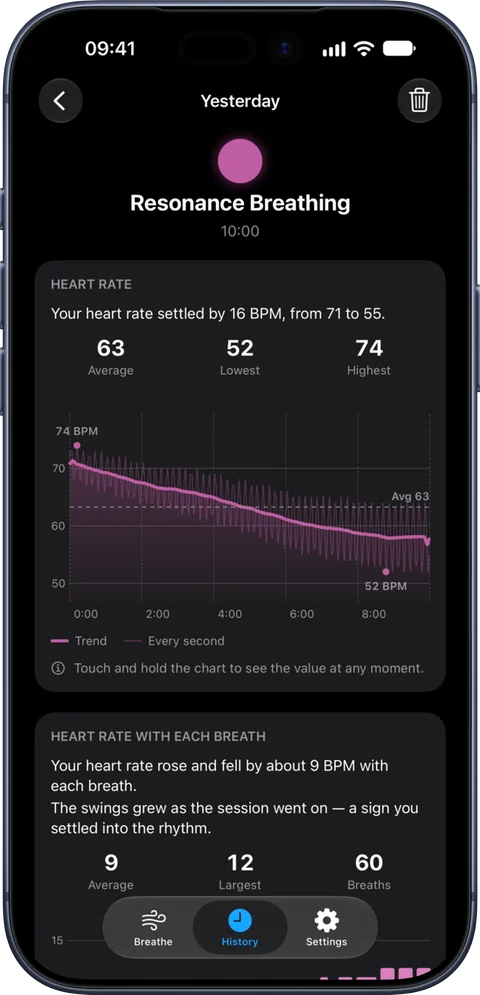 09:41
Yesterday
Resonance Breathing
10:00
HEART RATE
Your heart rate settled by 16 BPM, from 71 to 55.
63 52 74
Average Lowest Highest
74 BPM
70
Avg 63
60
52 BPM
50
0:00 2:00 4:00 6:00 8:00
Trend Every second
Touch and hold the chart to see the value at any moment.
HEART RATE WITH EACH BREATH
Your heart rate rose and fell by about 9 BPM with
each breath.
The swings grew as the session went on — a sign you
settled into the rhythm.
9 12 60
Average Largest Breaths
15
Breathe History Settings